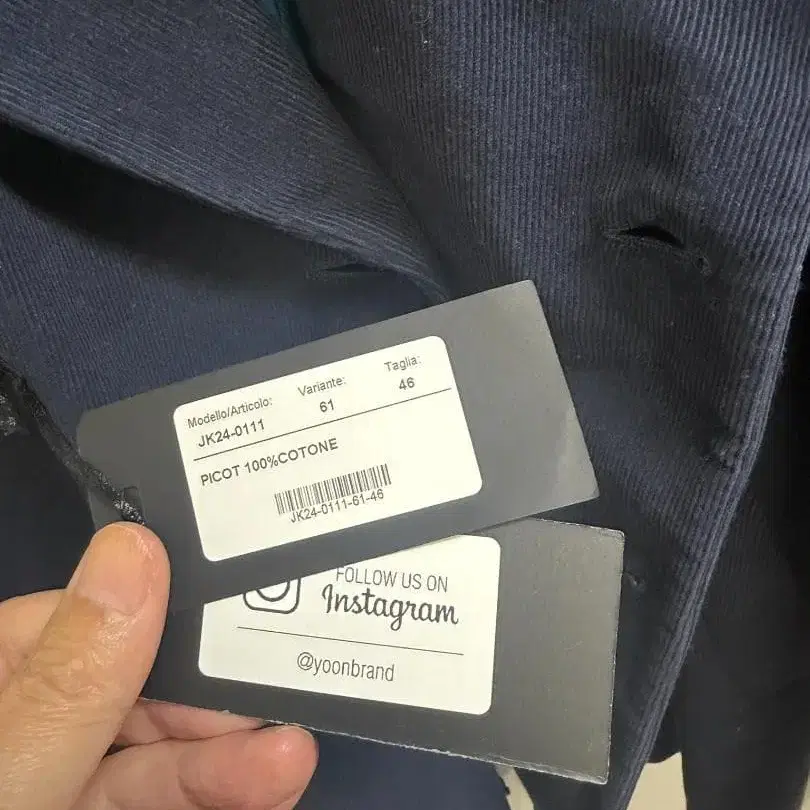 Modello/Articolo: Variante: Taglia:
JK24-0111 61 46
PICOT 100%COTONE
JK24-0111-61-46
FOLLOW US ON
Instagram
@yoonbrand